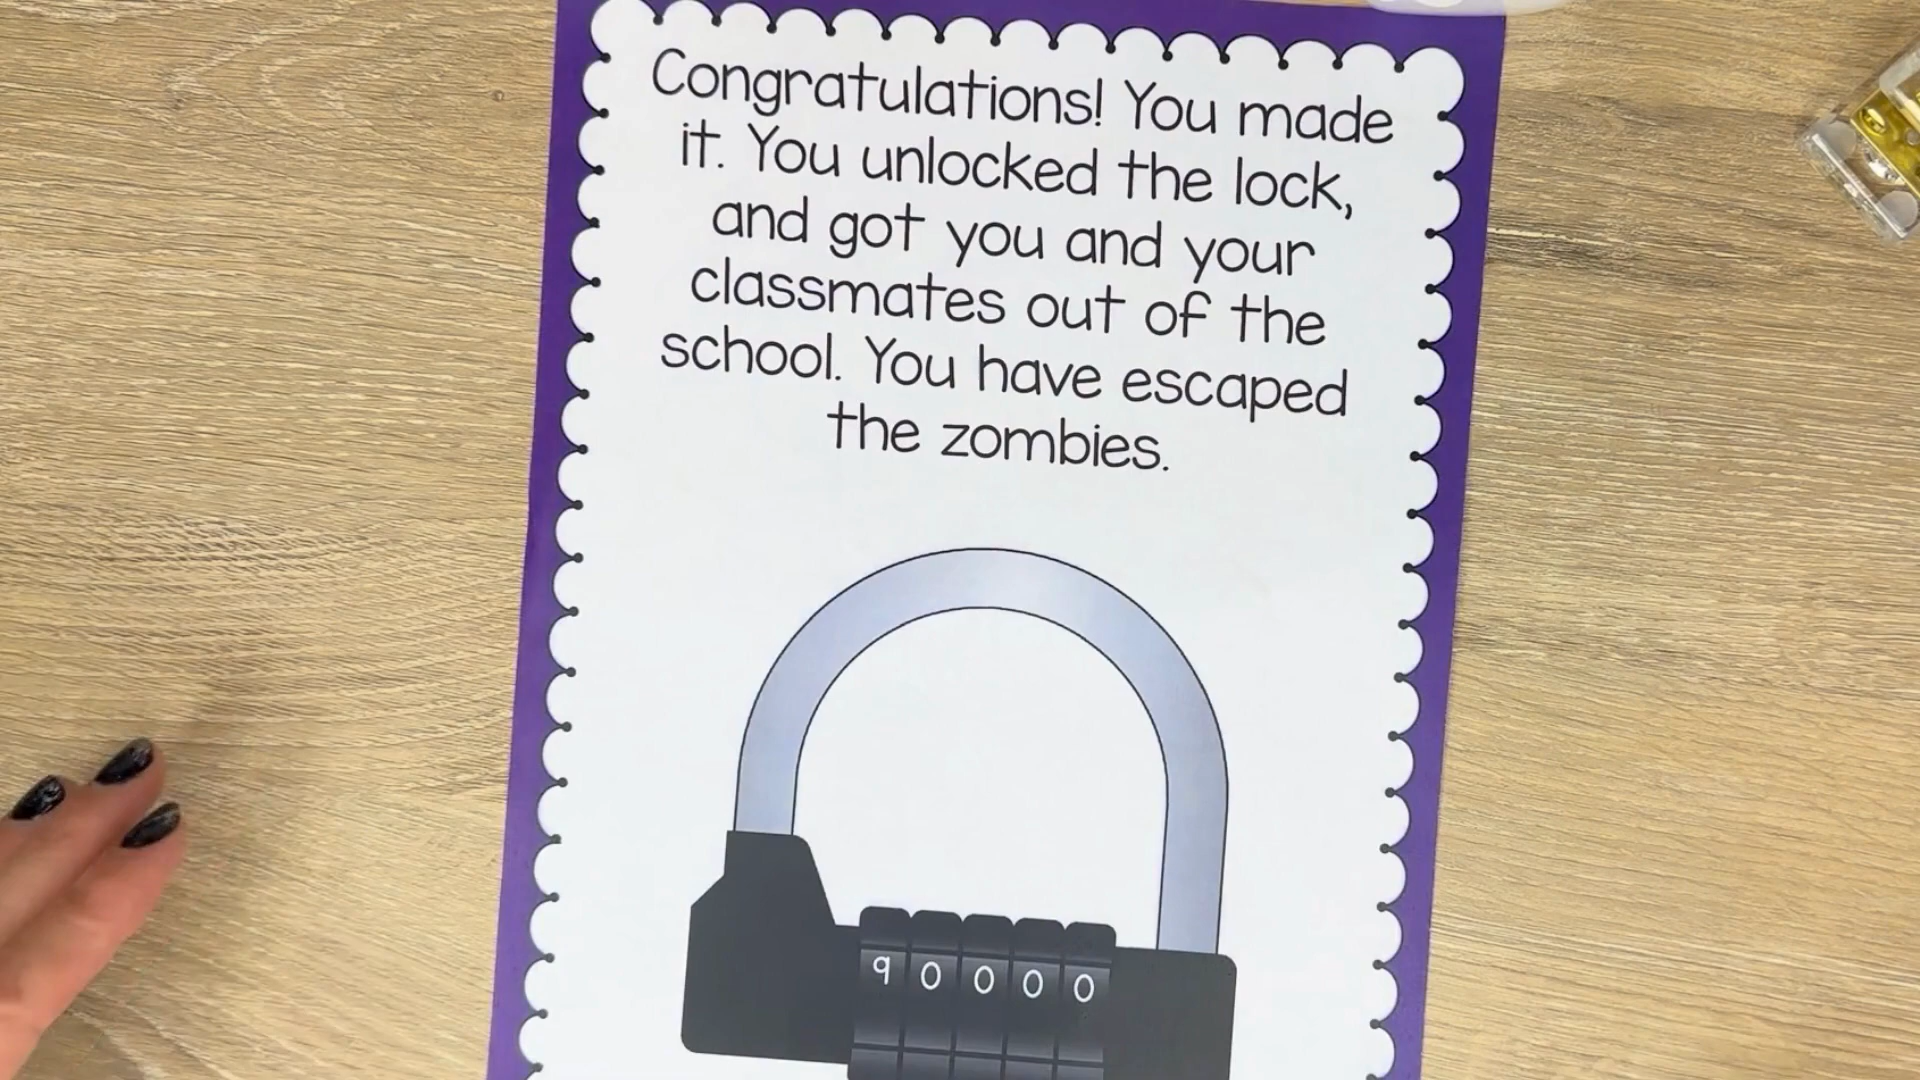 Congratulations! You made
it. You unlocked the lock,
and got you and your
classmates out of the
school. You have escaped
the zombies.
90000